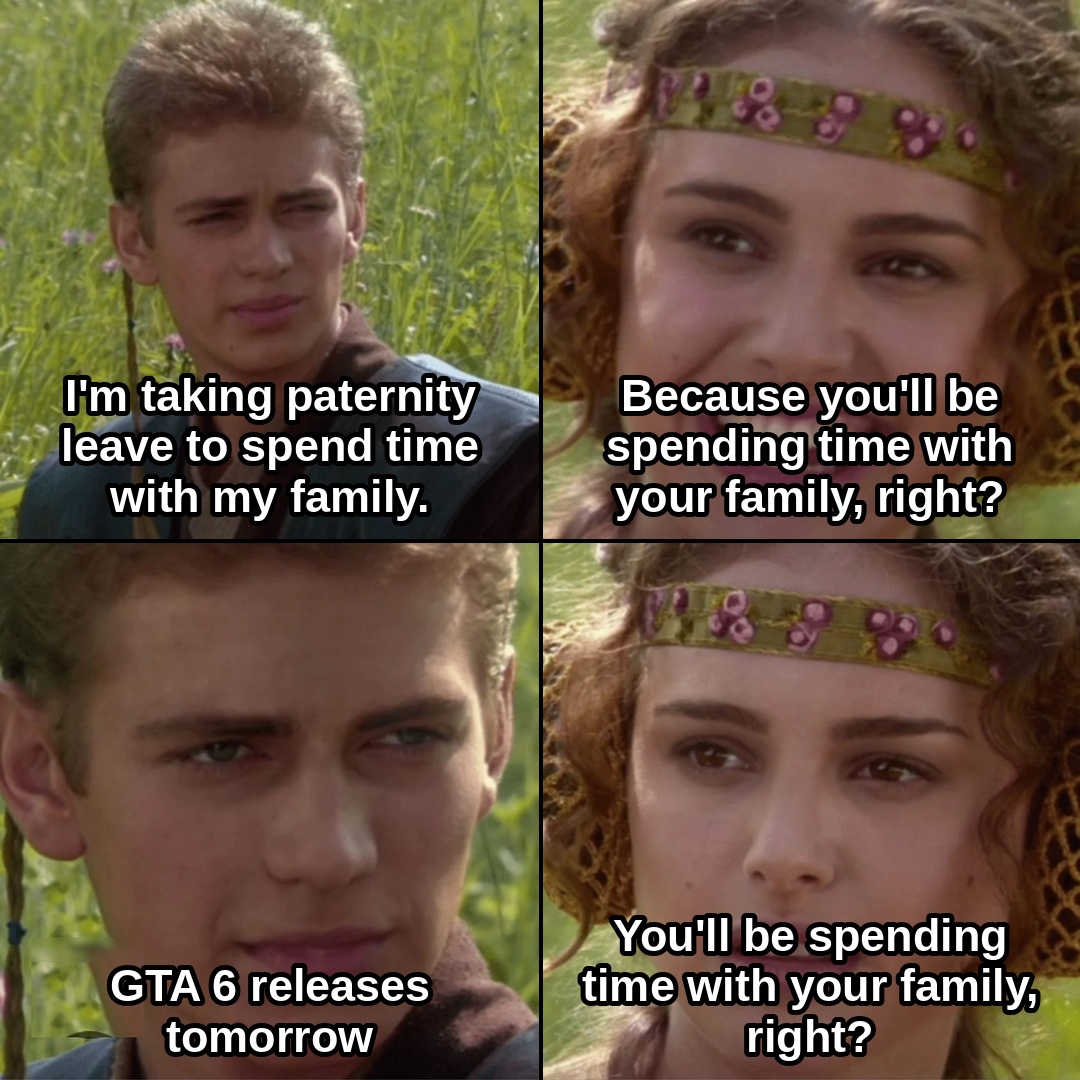 I'm taking paternity
leave to spend time
with my family.
Because you'll be
spending time with
your family, right?
GTA 6 releases
tomorrow
You'll be spending
time with your family,
right?